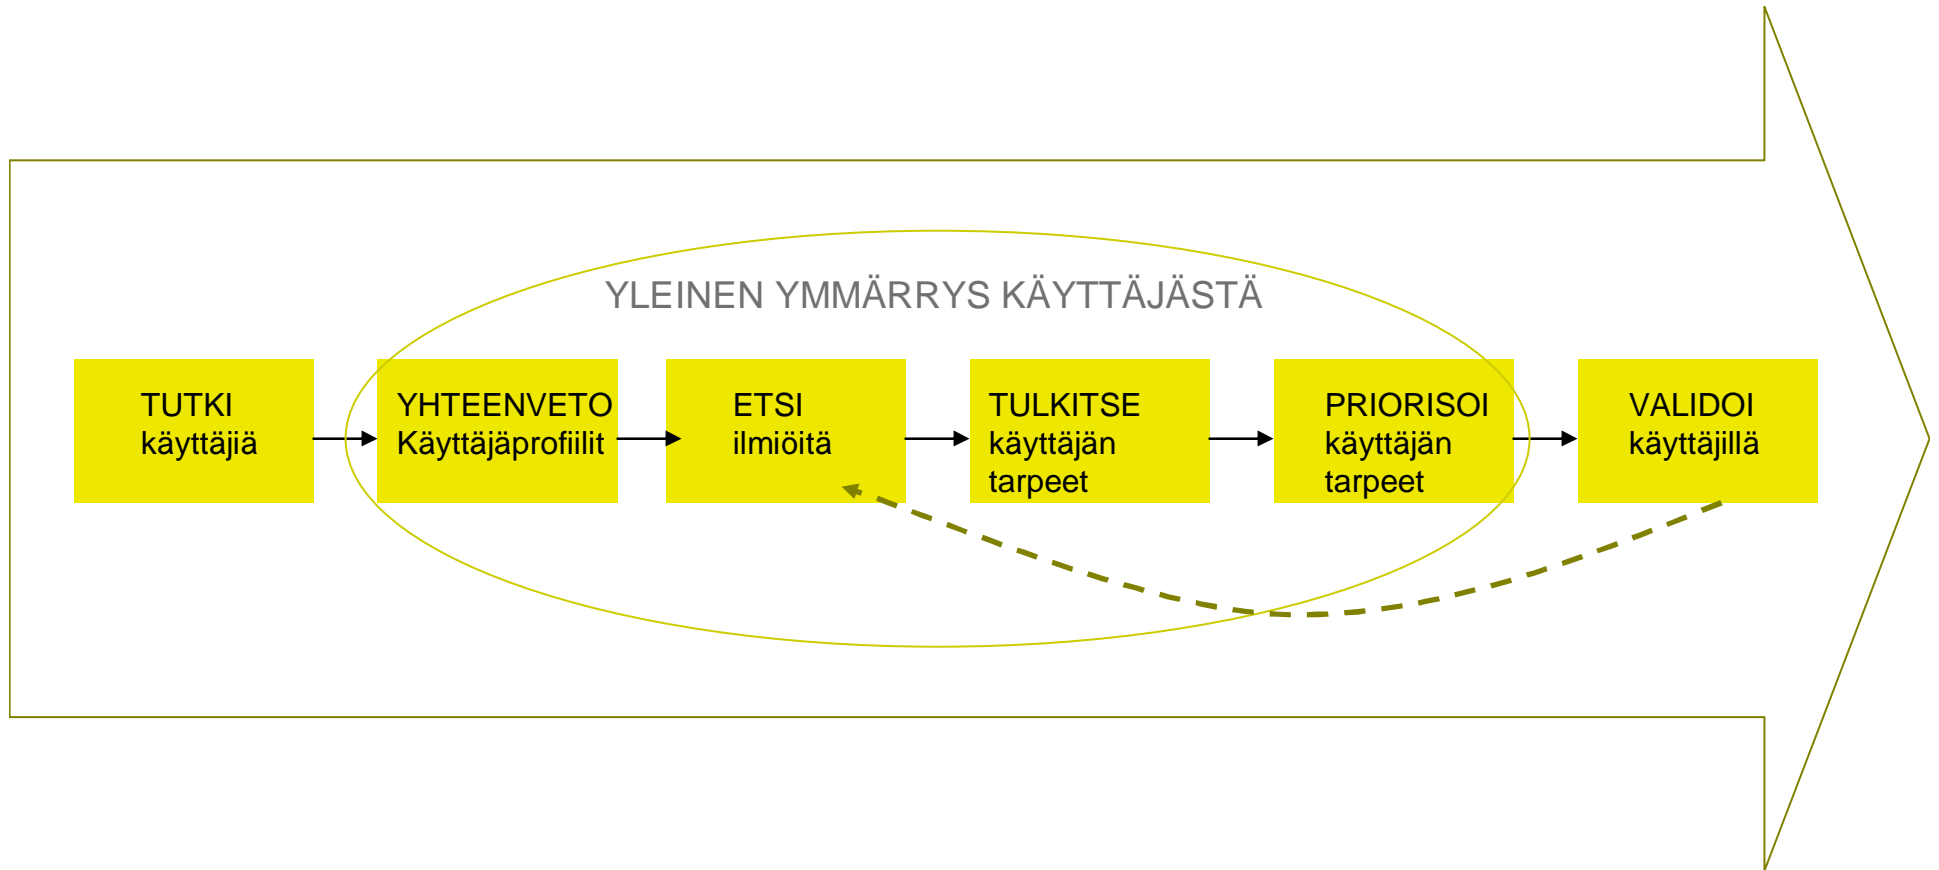 YLEINEN YMMÄRRYS KÄYTTÄJÄSTÄ
TUTKI
käyttäjiä
YHTEENVETO
Käyttäjäprofiilit
ETSI
ilmiöitä
TULKITSE
käyttäjän
tarpeet
PRIORISOI
käyttäjän
tarpeet
VALIDOI
käyttäjillä